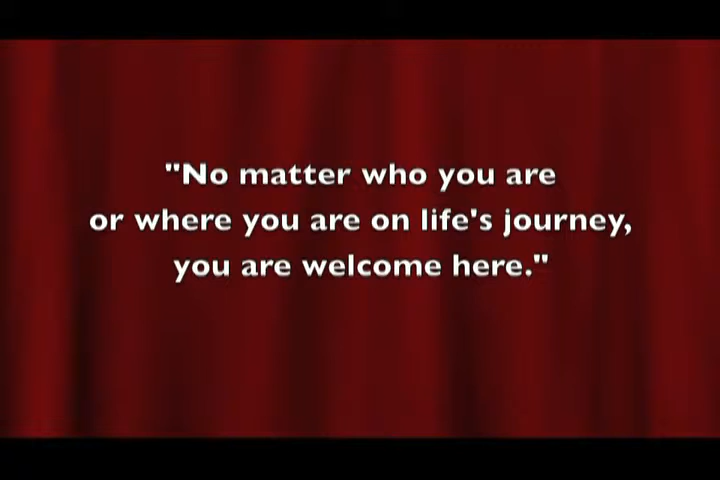 "No matter who you are
or where you are on life's journey,
you are welcome here."